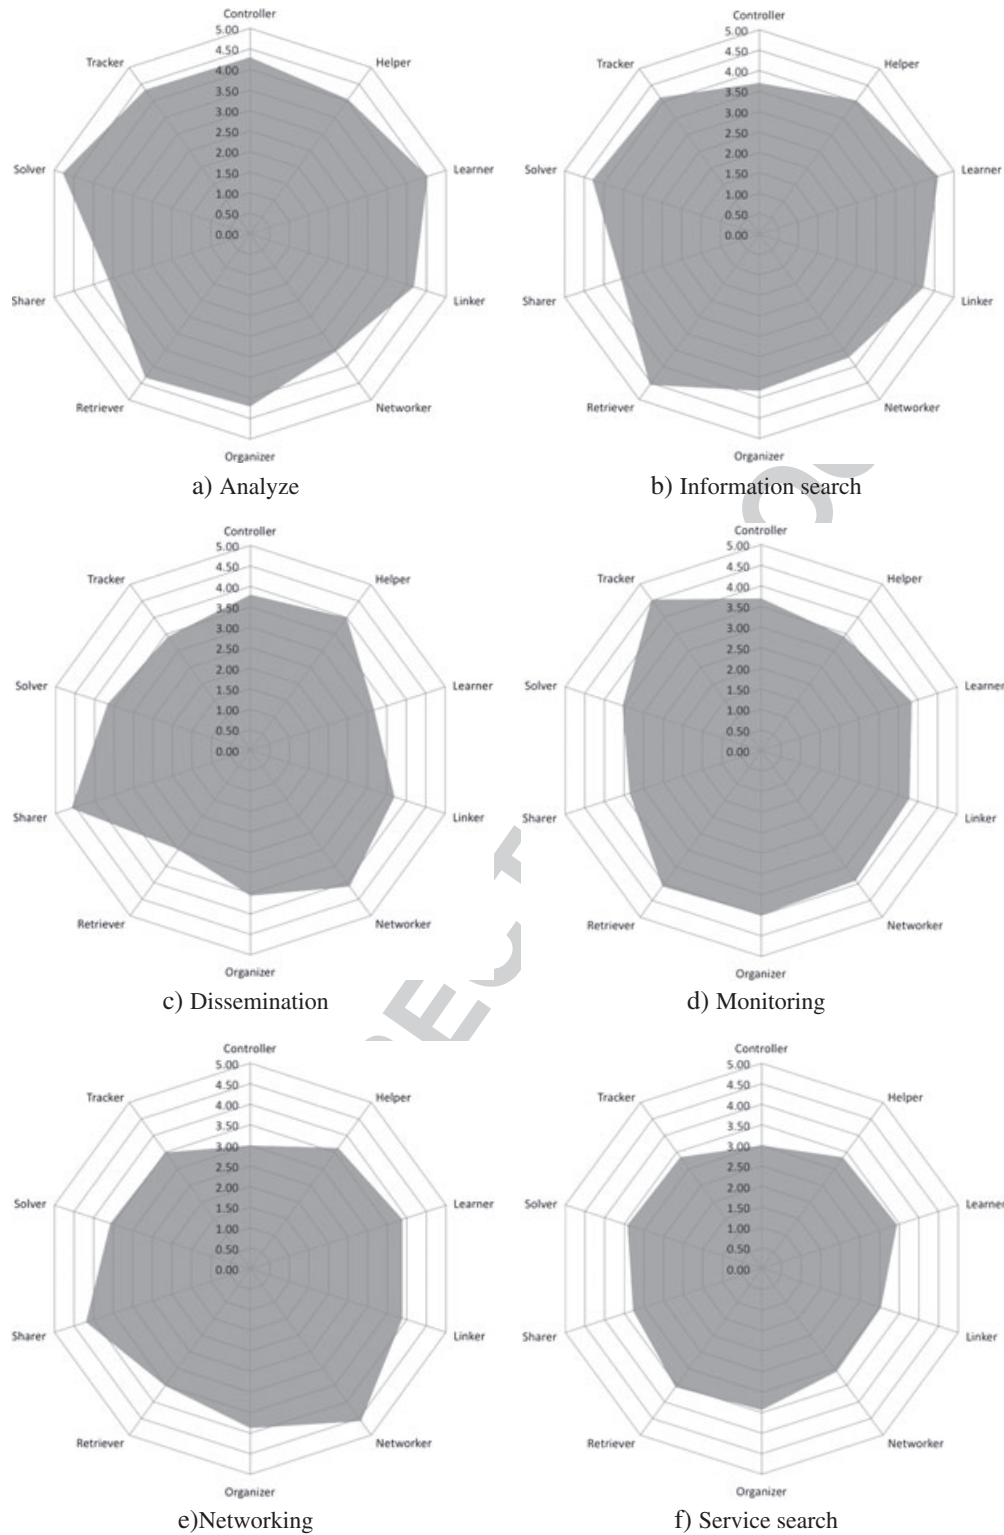 Controller
5.00
4.50
4.00
3.50
3.00
2.50
2.00
1.50
1.00
0.50
0.00
Tracker
Helper
Solver
Learner
Sharer
Linker
Retriever
Networker
Organizer
a) Analyze
Controller
5.00
4.50
4.00
3.50
3.00
2.50
2.00
1.50
1.00
0.50
0.00
Tracker
Helper
Solver
Learner
Sharer
Linker
Retriever
Networker
Organizer
b) Information search
Controller
5.00
4.50
4.00
3.50
3.00
2.50
2.00
1.50
1.00
0.50
0.00
Tracker
Helper
Solver
Learner
Sharer
Linker
Retriever
Networker
Organizer
c) Dissemination
Controller
5.00
4.50
4.00
3.50
3.00
2.50
2.00
1.50
1.00
0.50
0.00
Tracker
Helper
Solver
Learner
Sharer
Linker
Retriever
Networker
Organizer
d) Monitoring
Controller
5.00
4.50
4.00
3.50
3.00
2.50
2.00
1.50
1.00
0.50
0.00
Tracker
Helper
Solver
Learner
Sharer
Linker
Retriever
Networker
Organizer
e)Networking
Controller
5.00
4.50
4.00
3.50
3.00
2.50
2.00
1.50
1.00
0.50
0.00
Tracker
Helper
Solver
Learner
Sharer
Linker
Retriever
Networker
Organizer
f) Service search